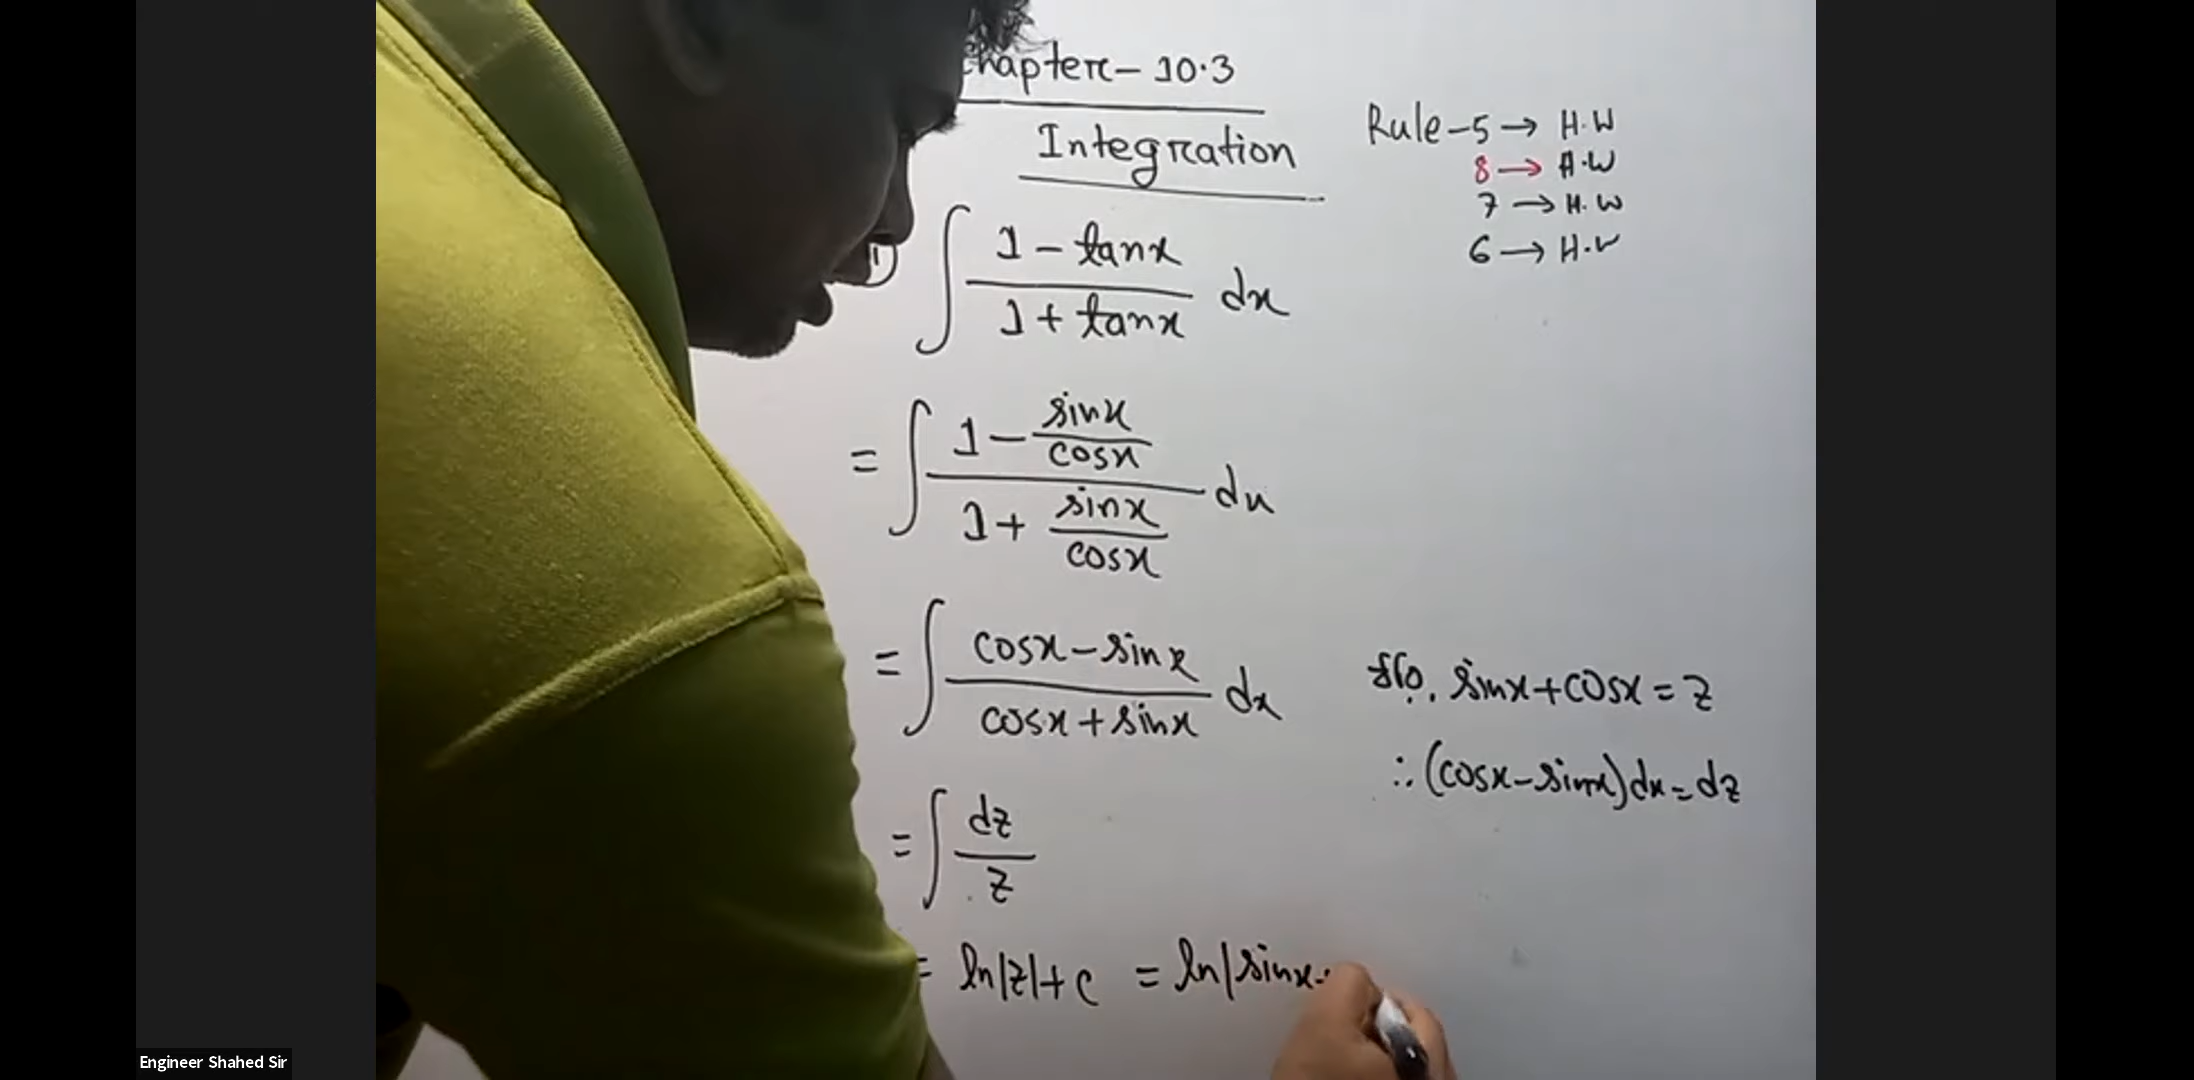 Chapter - 10.3
Integration
Rule-5 → H.W
8 → H.W
7 → H.W
6 → H.W
① ∫ (1 - tanx)/(1 + tanx) dx
= ∫ (1 - sinx/cosx)/(1 + sinx/cosx) dx
= ∫ (cosx - sinx)/(cosx + sinx) dx
ধরি, sinx + cosx = z
∴ (cosx - sinx)dx = dz
= ∫ dz/z
= ln|z| + c = ln|sinx
Engineer Shahed Sir